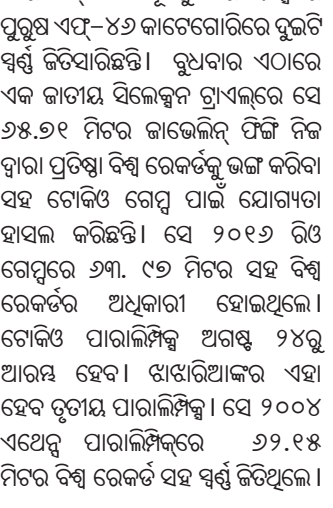 ପୁରୁଷ ଏଫ୍-୪୬ କାଟେଗୋରିରେ ଦୁଇଟି
ସ୍ୱର୍ଣ୍ଣ ଜିତିସାରିଛନ୍ତି। ବୁଧବାର ଏଠାରେ
ଏକ ଜାତୀୟ ସିଲେକ୍ସନ ଟ୍ରାଏଲ୍‌ରେ ସେ
୬୫.୭୧ ମିଟର ଜାଭେଲିନ୍ ଫିଙ୍ଗି ନିଜ
ଦ୍ୱାରା ପ୍ରତିଷ୍ଠା ବିଶ୍ୱ ରେକର୍ଡକୁ ଭଙ୍ଗ କରିବା
ସହ ଟୋକିଓ ଗେମ୍ସ ପାଇଁ ଯୋଗ୍ୟତା
ହାସଲ କରିଛନ୍ତି। ସେ ୨୦୧୬ ରିଓ
ଗେମ୍ସରେ ୬୩. ୯୭ ମିଟର ସହ ବିଶ୍ୱ
ରେକର୍ଡର ଅଧିକାରୀ ହୋଇଥିଲେ।
ଟୋକିଓ ପାରାଲିମ୍ପିକ୍ସ ଅଗଷ୍ଟ ୨୪ରୁ
ଆରମ୍ଭ ହେବ। ଝାଝାରିଆଙ୍କର ଏହା
ହେବ ତୃତୀୟ ପାରାଲିମ୍ପିକ୍ସ। ସେ ୨୦୦୪
ଏଥେନ୍ସ ପାରାଲିମ୍ପିକ୍‌ରେ ୬୨.୧୫
ମିଟର ବିଶ୍ୱ ରେକର୍ଡ ସହ ସ୍ୱର୍ଣ୍ଣ ଜିତିଥିଲେ।